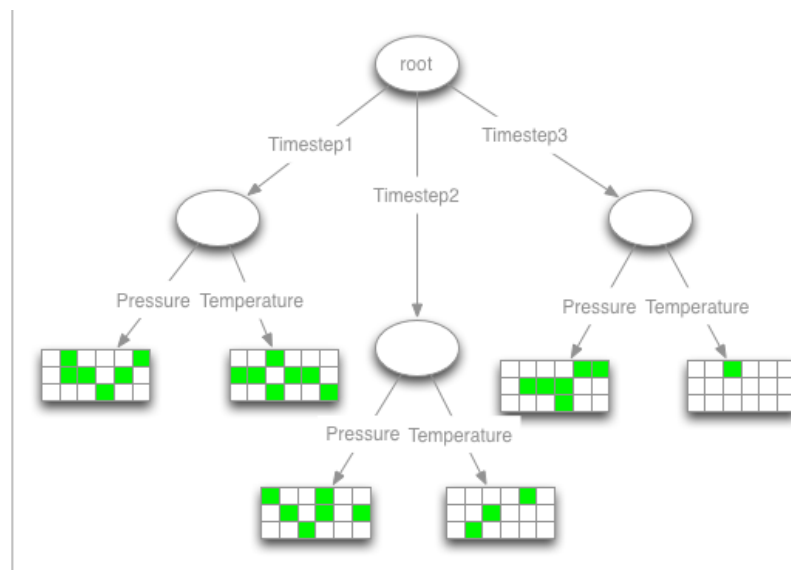 root
Timestep1
Timestep2
Timestep3
Pressure Temperature
Pressure Temperature
Pressure Temperature